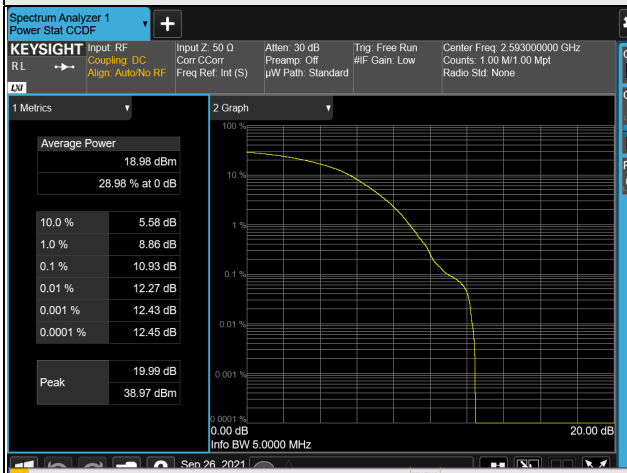 Spectrum Analyzer 1
Power Stat CCDF
KEYSIGHT
RL
LXI
Input: RF
Coupling: DC
Align: Auto/No RF
Input Z: 50 Ω
Corr CCorr
Freq Ref: Int (S)
Atten: 30 dB
Preamp: Off
µW Path: Standard
Trig: Free Run
#IF Gain: Low
Center Freq: 2.593000000 GHz
Counts: 1.00 M/1.00 Mpt
Radio Std: None
1 Metrics
Average Power
18.98 dBm
28.98 % at 0 dB
10.0 % 5.58 dB
1.0 % 8.86 dB
0.1 % 10.93 dB
0.01 % 12.27 dB
0.001 % 12.43 dB
0.0001 % 12.45 dB
Peak
19.99 dB
38.97 dBm
2 Graph
100 %
10 %
1 %
0.1 %
0.01 %
0.001 %
0.0001 %
0.00 dB 20.00 dB
Info BW 5.0000 MHz
Sep 26, 2021